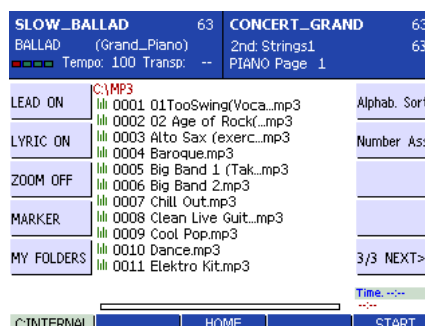 SLOW_BALLAD 63 CONCERT_GRAND 63
BALLAD (Grand_Piano) 2nd: Strings1 63
Tempo: 100 Transp: -- PIANO Page 1
C:\MP3
LEAD ON
LYRIC ON
ZOOM OFF
MARKER
MY FOLDERS
0001 01TooSwing(Voca...mp3
0002 02 Age of Rock(...mp3
0003 Alto Sax (exerc...mp3
0004 Baroque.mp3
0005 Big Band 1 (Tak...mp3
0006 Big Band 2.mp3
0007 Chill Out.mp3
0008 Clean Live Guit...mp3
0009 Cool Pop.mp3
0010 Dance.mp3
0011 Elektro Kit.mp3
Alphab. Sort
Number Ass
3/3 NEXT>
Time. --:--
--:--
C:INTERNAL HOME START